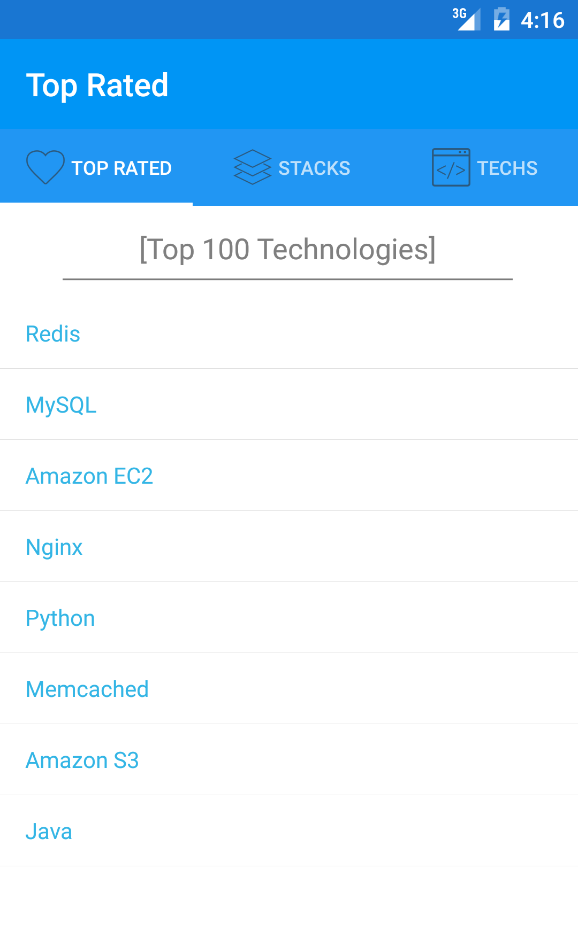 3G 4:16
Top Rated
TOP RATED STACKS </> TECHS
[Top 100 Technologies]
Redis
MySQL
Amazon EC2
Nginx
Python
Memcached
Amazon S3
Java